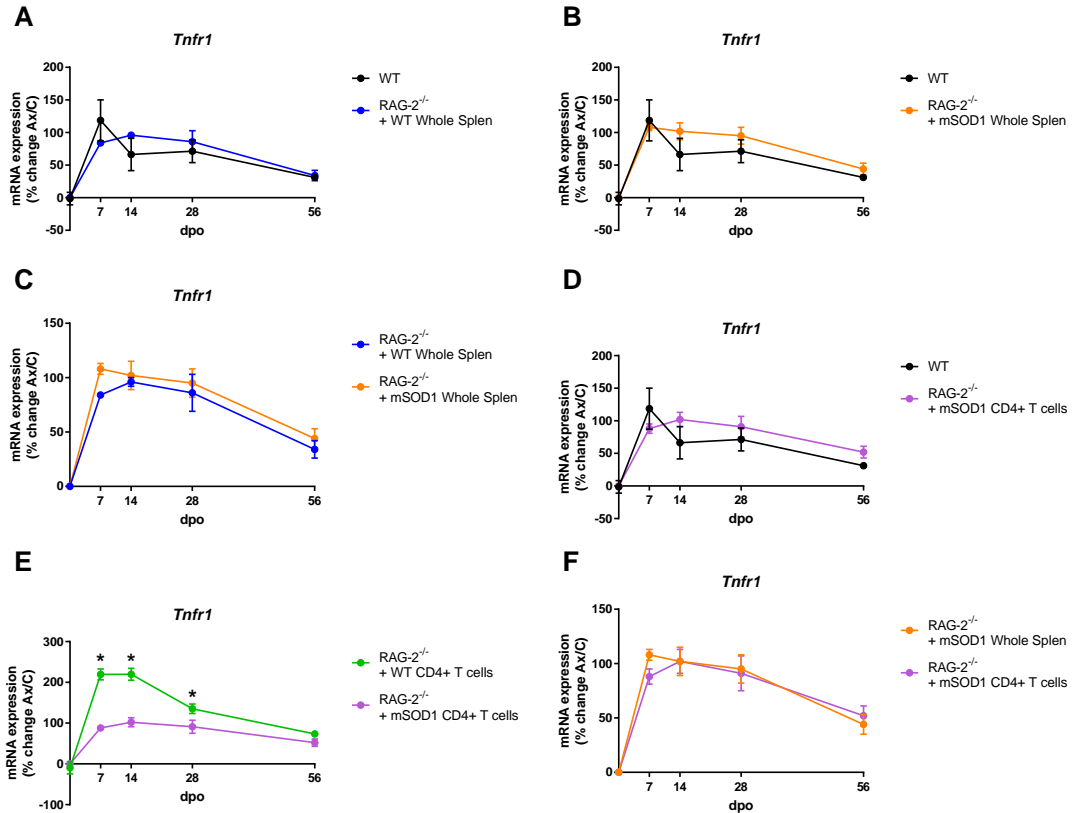 A
Tnfr1
mRNA expression
(% change Ax/C)
200
150
100
50
0
-50
7
14
28
56
dpo
WT
RAG-2-/-
+ WT Whole Splen
B
Tnfr1
mRNA expression
(% change Ax/C)
200
150
100
50
0
-50
7
14
28
56
dpo
WT
RAG-2-/-
+ mSOD1 Whole Splen
C
Tnfr1
mRNA expression
(% change Ax/C)
150
100
50
0
7
14
28
56
dpo
RAG-2-/-
+ WT Whole Splen
RAG-2-/-
+ mSOD1 Whole Splen
D
Tnfr1
mRNA expression
(% change Ax/C)
200
150
100
50
0
-50
7
14
28
56
dpo
WT
RAG-2-/-
+ mSOD1 CD4+ T cells
E
Tnfr1
mRNA expression
(% change Ax/C)
300
200
100
0
-100
* * *
7
14
28
56
dpo
RAG-2-/-
+ WT CD4+ T cells
RAG-2-/-
+ mSOD1 CD4+ T cells
F
Tnfr1
mRNA expression
(% change Ax/C)
150
100
50
0
7
14
28
56
dpo
RAG-2-/-
+ mSOD1 Whole Splen
RAG-2-/-
+ mSOD1 CD4+ T cells